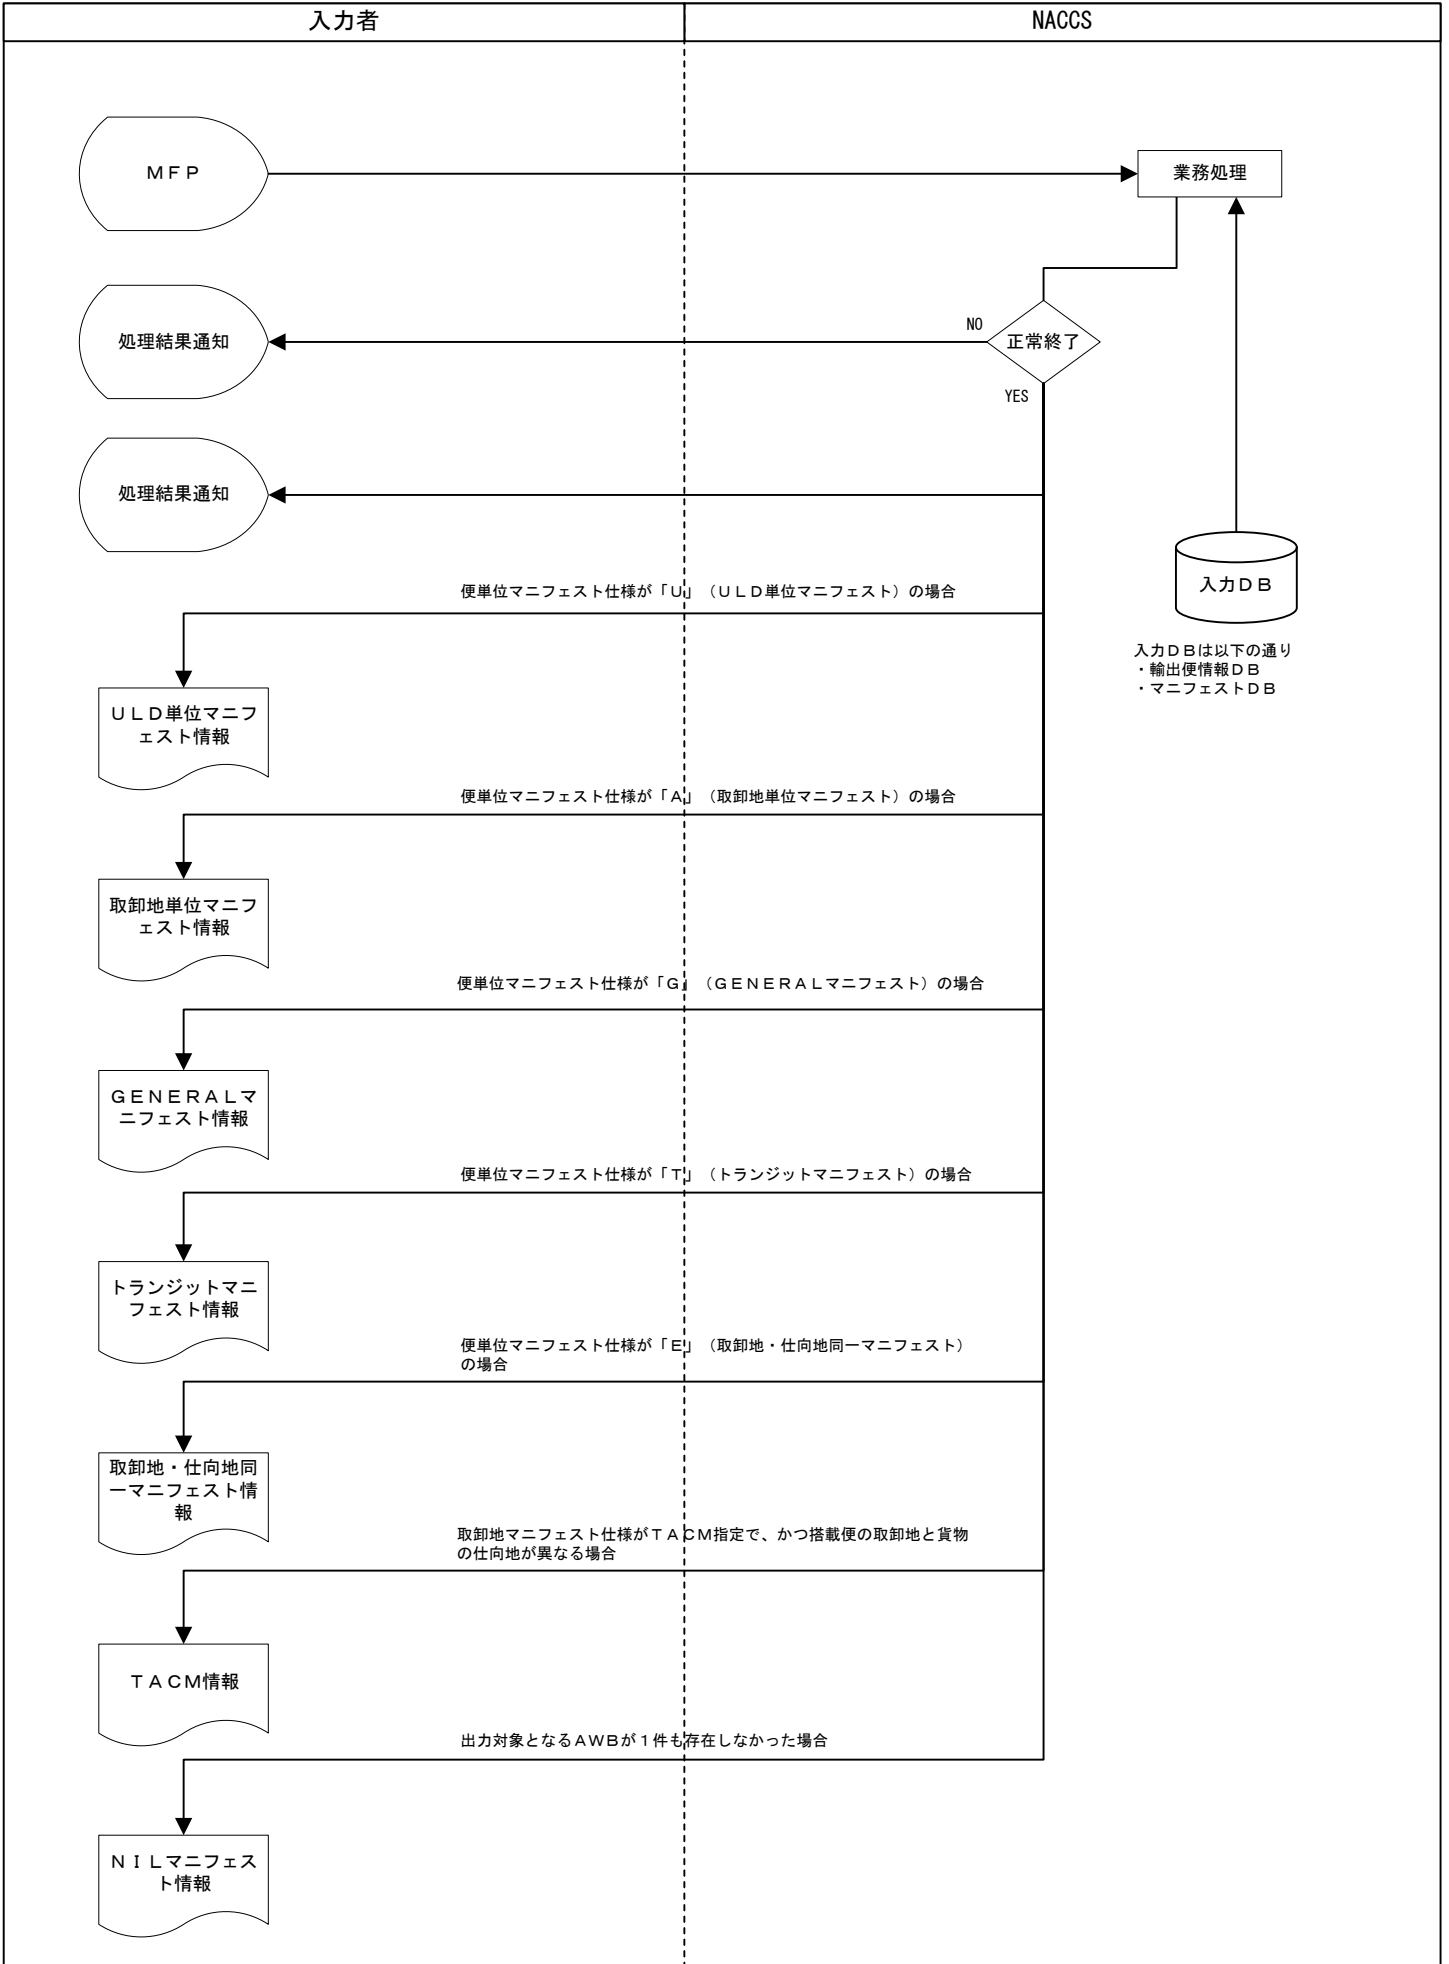 入力者
NACCS
ＭＦＰ
業務処理
処理結果通知
NO
正常終了
YES
処理結果通知
入力ＤＢ
便単位マニフェスト仕様が「Ｕ」（ＵＬＤ単位マニフェスト）の場合
入力ＤＢは以下の通り
・輸出便情報ＤＢ
・マニフェストＤＢ
ＵＬＤ単位マニフ
ェスト情報
便単位マニフェスト仕様が「Ａ」（取卸地単位マニフェスト）の場合
取卸地単位マニフ
ェスト情報
便単位マニフェスト仕様が「Ｇ」（ＧＥＮＥＲＡＬマニフェスト）の場合
ＧＥＮＥＲＡＬマ
ニフェスト情報
便単位マニフェスト仕様が「Ｔ」（トランジットマニフェスト）の場合
トランジットマニ
フェスト情報
便単位マニフェスト仕様が「Ｅ」（取卸地・仕向地同一マニフェスト）
の場合
取卸地・仕向地同
一マニフェスト情
報
取卸地マニフェスト仕様がＴＡＣＭ指定で、かつ搭載便の取卸地と貨物
の仕向地が異なる場合
ＴＡＣＭ情報
出力対象となるＡＷＢが１件も存在しなかった場合
ＮＩＬマニフェス
ト情報